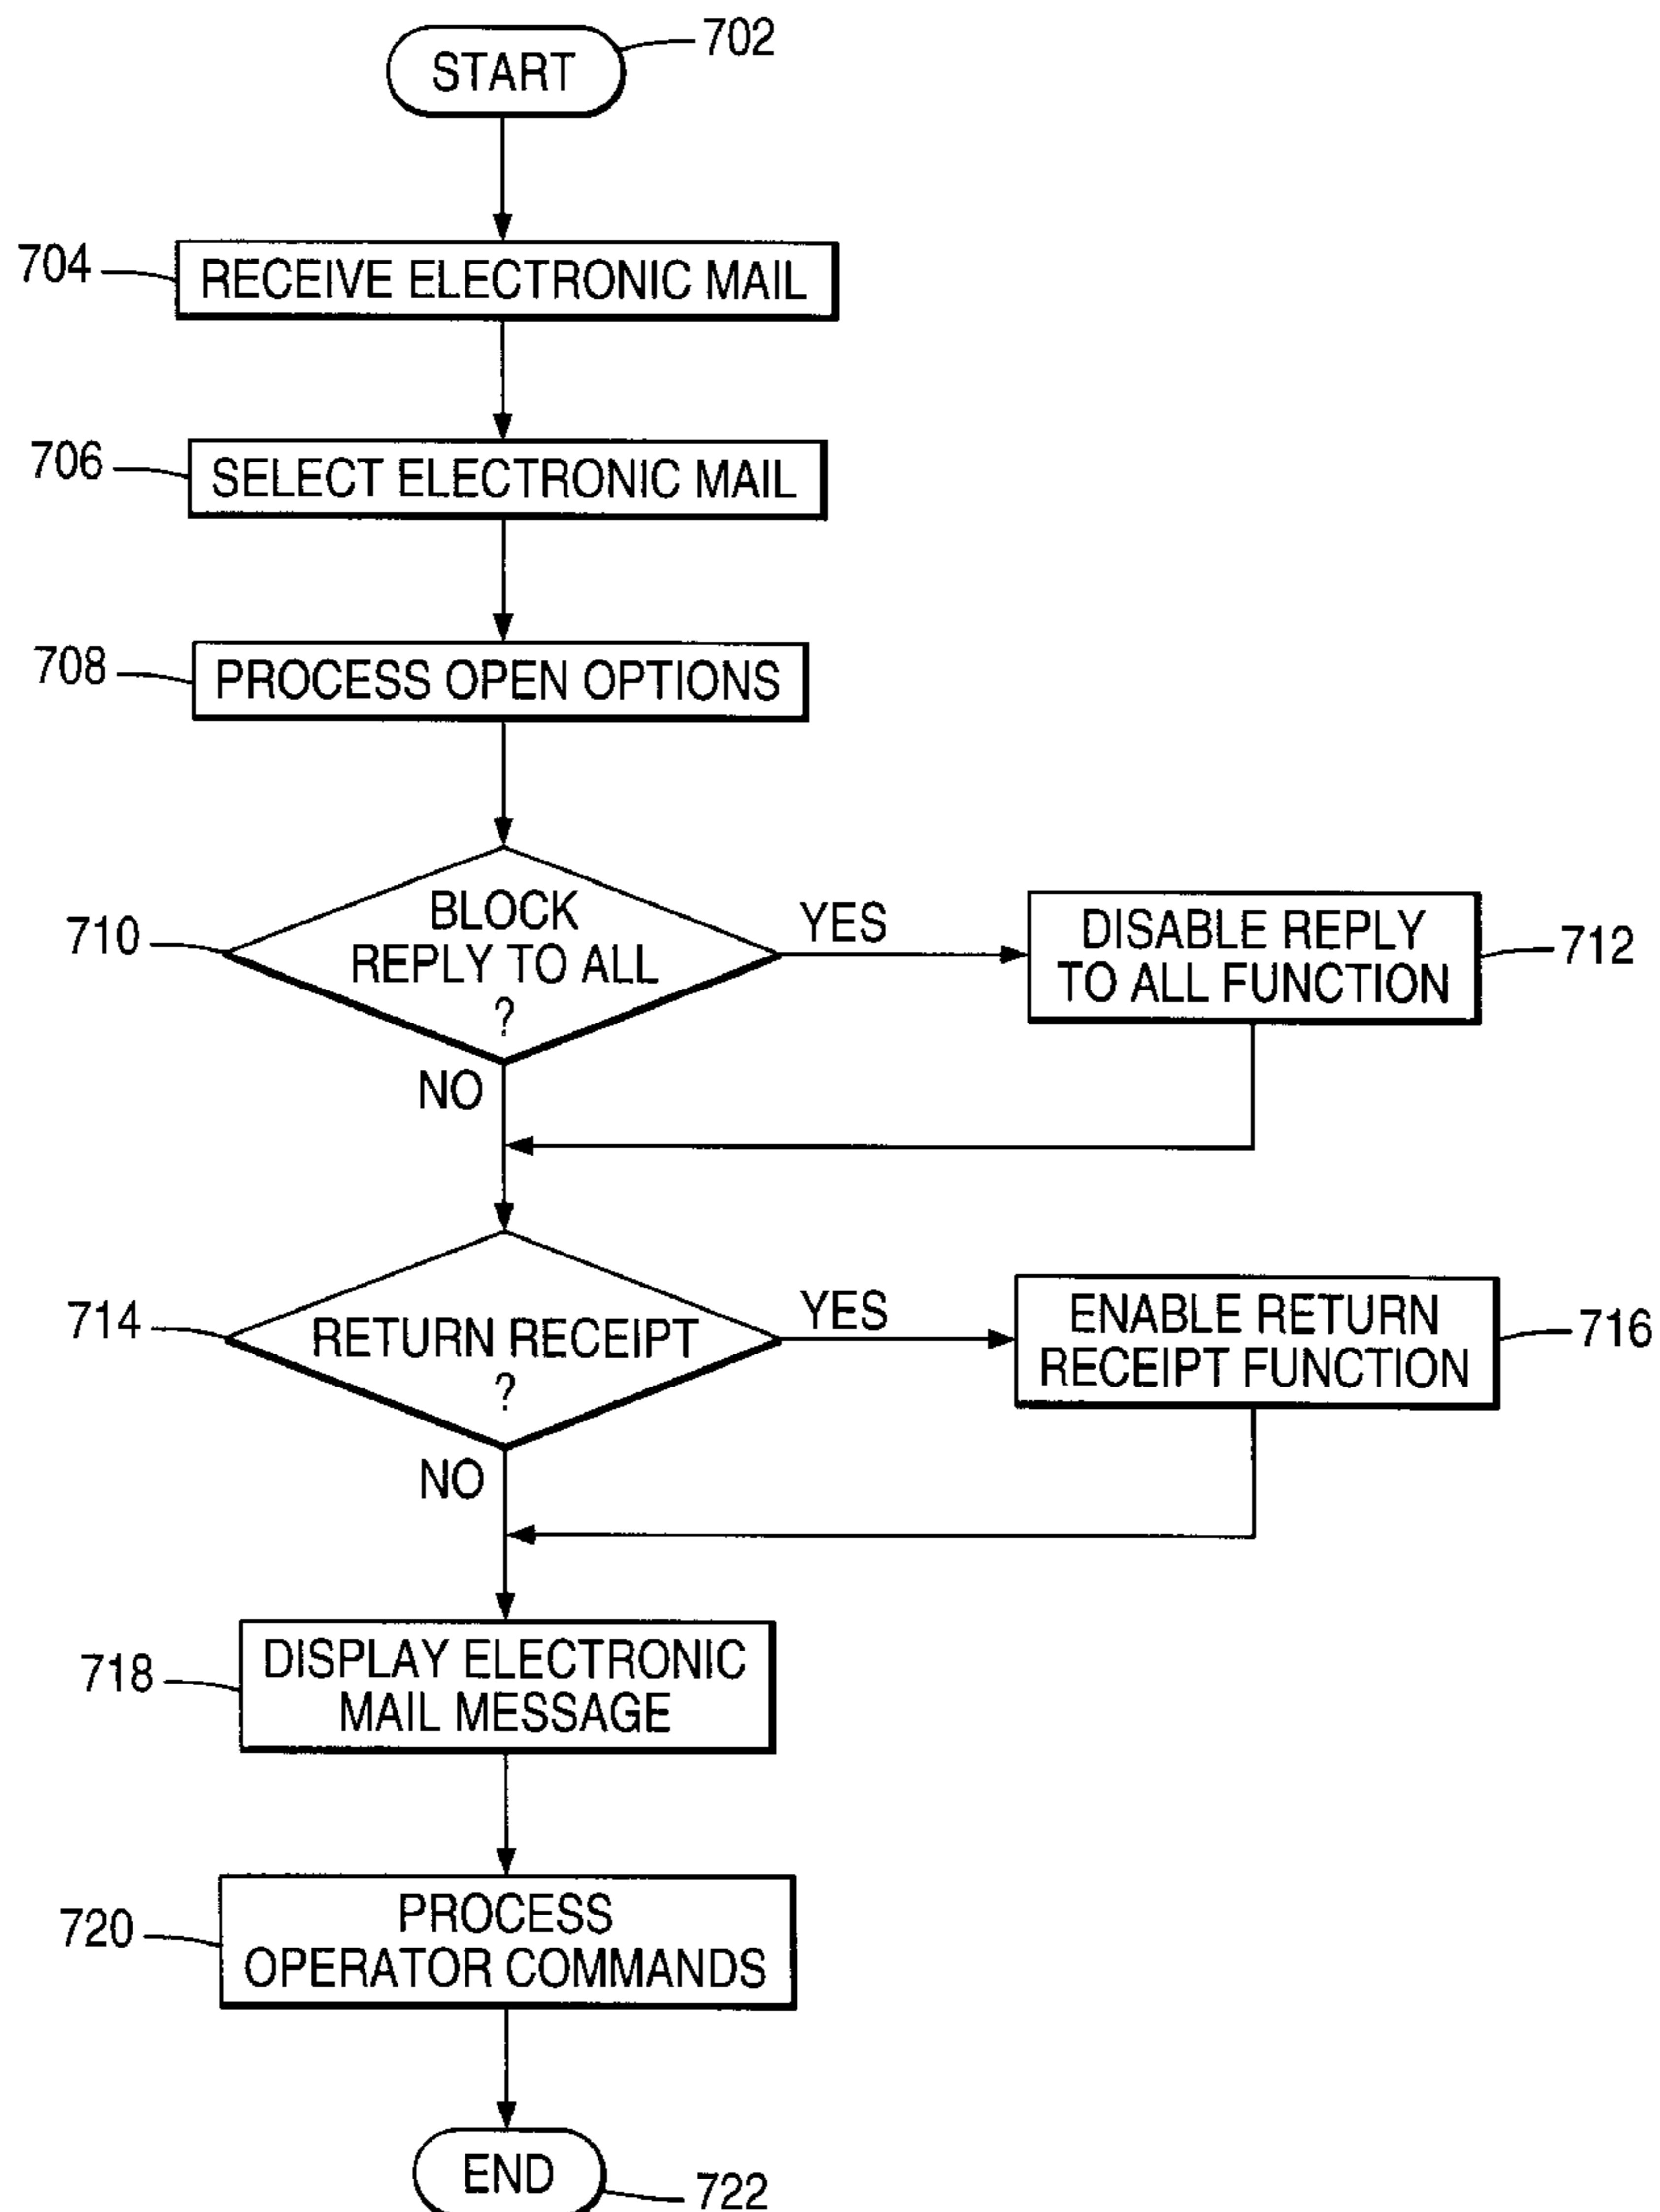 START
702
704
RECEIVE ELECTRONIC MAIL
706
SELECT ELECTRONIC MAIL
708
PROCESS OPEN OPTIONS
710
BLOCK
REPLY TO ALL
?
YES
DISABLE REPLY
TO ALL FUNCTION
712
NO
714
RETURN RECEIPT
?
YES
ENABLE RETURN
RECEIPT FUNCTION
716
NO
718
DISPLAY ELECTRONIC
MAIL MESSAGE
720
PROCESS
OPERATOR COMMANDS
END
722